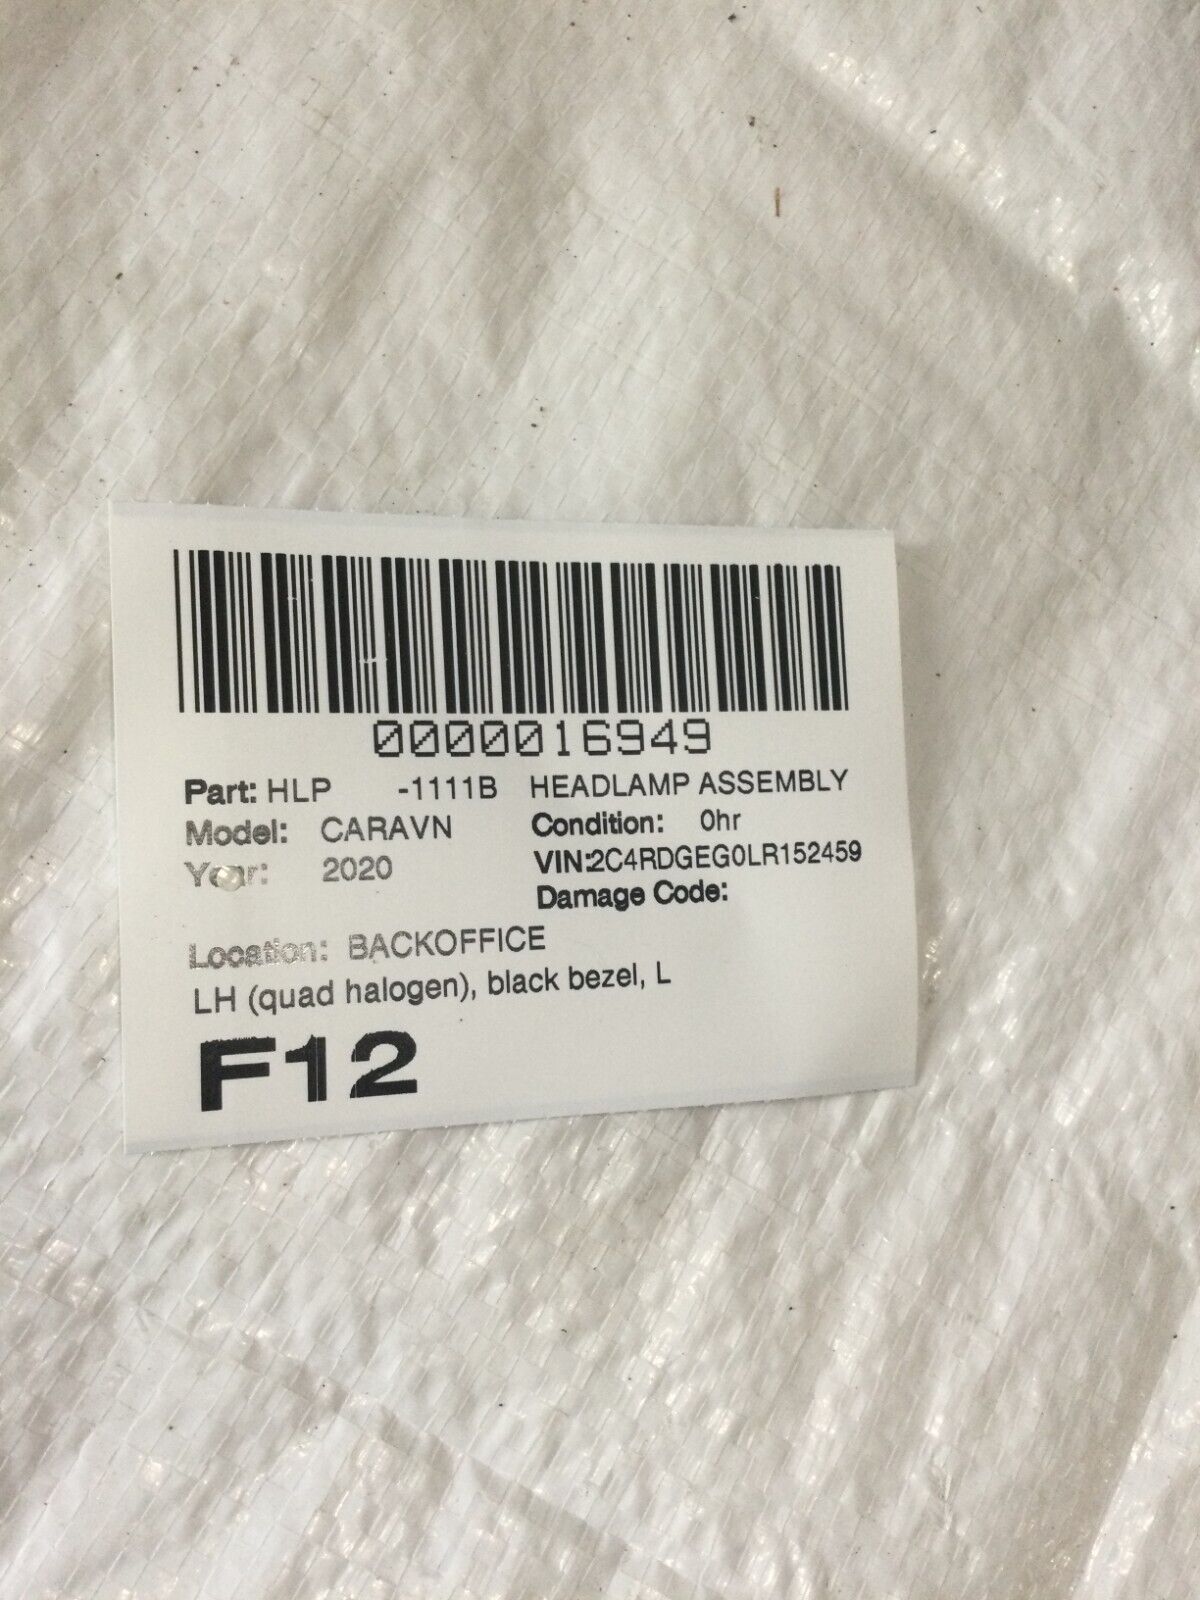 0000016949
Part: HLP -1111B HEADLAMP ASSEMBLY
Model: CARAVN Condition: 0hr
Year: 2020 VIN:2C4RDGEG0LR152459
Damage Code:
Location: BACKOFFICE
LH (quad halogen), black bezel, L
F12